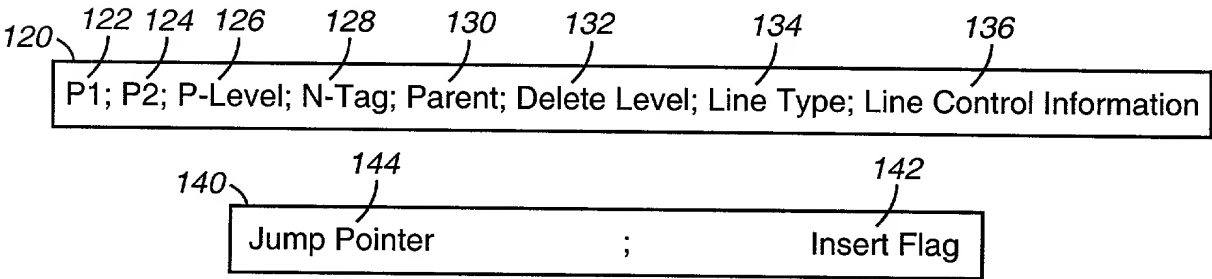 120 122 124 126 128 130 132 134 136
P1; P2; P-Level; N-Tag; Parent; Delete Level; Line Type; Line Control Information
140 144 142
Jump Pointer ; Insert Flag